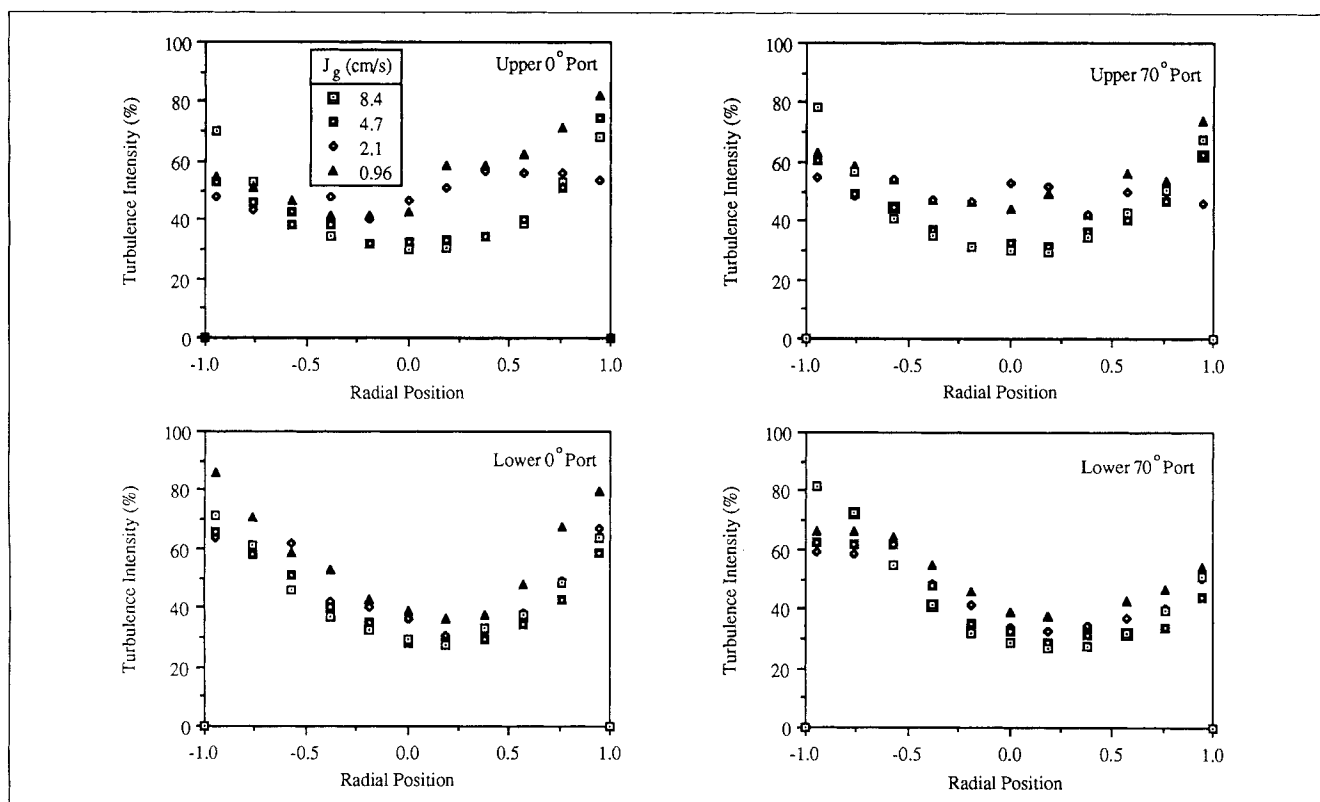 100
80
60
40
20
0
Turbulence Intensity (%)
J_g (cm/s)
8.4
4.7
2.1
0.96
Upper 0° Port
-1.0 -0.5 0.0 0.5 1.0
Radial Position
100
80
60
40
20
0
Turbulence Intensity (%)
Upper 70° Port
-1.0 -0.5 0.0 0.5 1.0
Radial Position
100
80
60
40
20
0
Turbulence Intensity (%)
Lower 0° Port
-1.0 -0.5 0.0 0.5 1.0
Radial Position
100
80
60
40
20
0
Turbulence Intensity (%)
Lower 70° Port
-1.0 -0.5 0.0 0.5 1.0
Radial Position